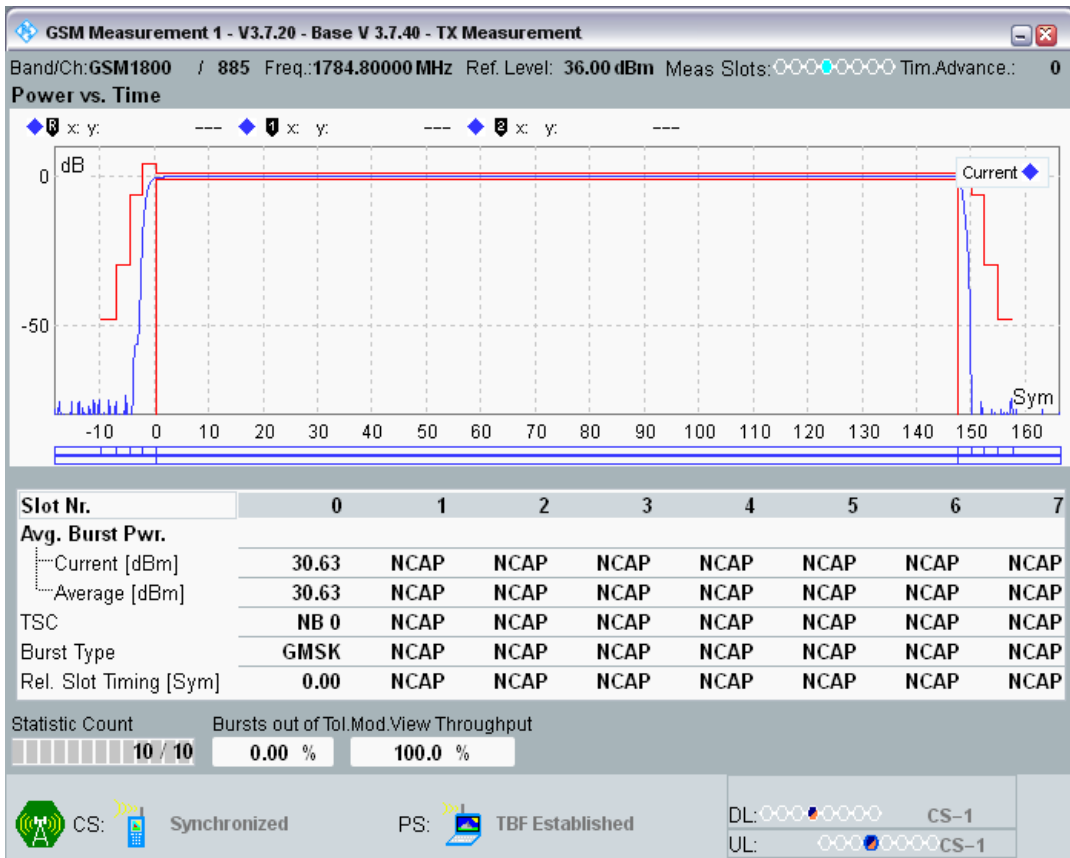 GSM Measurement 1 - V3.7.20 - Base V 3.7.40 - TX Measurement
Band/Ch:GSM1800 / 885 Freq.:1784.80000 MHz Ref. Level: 36.00 dBm Meas Slots: Tim.Advance.: 0
Power vs. Time
R x: y: --- 1 x: y: --- 2 x: y: ---
dB
Current
0
-50
Sym
-10 0 10 20 30 40 50 60 70 80 90 100 110 120 130 140 150 160
Slot Nr. 0 1 2 3 4 5 6 7
Avg. Burst Pwr.
Current [dBm] 30.63 NCAP NCAP NCAP NCAP NCAP NCAP NCAP
Average [dBm] 30.63 NCAP NCAP NCAP NCAP NCAP NCAP NCAP
TSC NB 0 NCAP NCAP NCAP NCAP NCAP NCAP NCAP
Burst Type GMSK NCAP NCAP NCAP NCAP NCAP NCAP NCAP
Rel. Slot Timing [Sym] 0.00 NCAP NCAP NCAP NCAP NCAP NCAP NCAP
Statistic Count Bursts out of Tol.Mod.View Throughput
10 / 10 0.00 % 100.0 %
CS: Synchronized PS: TBF Established
DL: CS-1
UL: CS-1